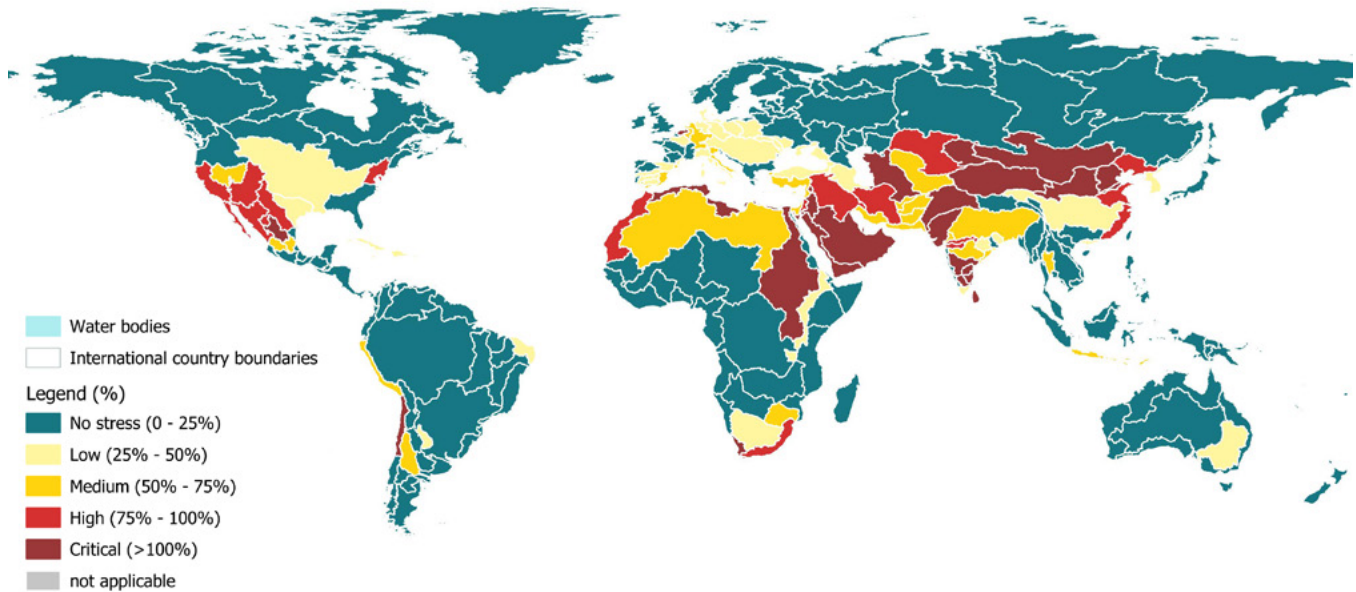 Water bodies
International country boundaries
Legend (%)
No stress (0 - 25%)
Low (25% - 50%)
Medium (50% - 75%)
High (75% - 100%)
Critical (>100%)
not applicable